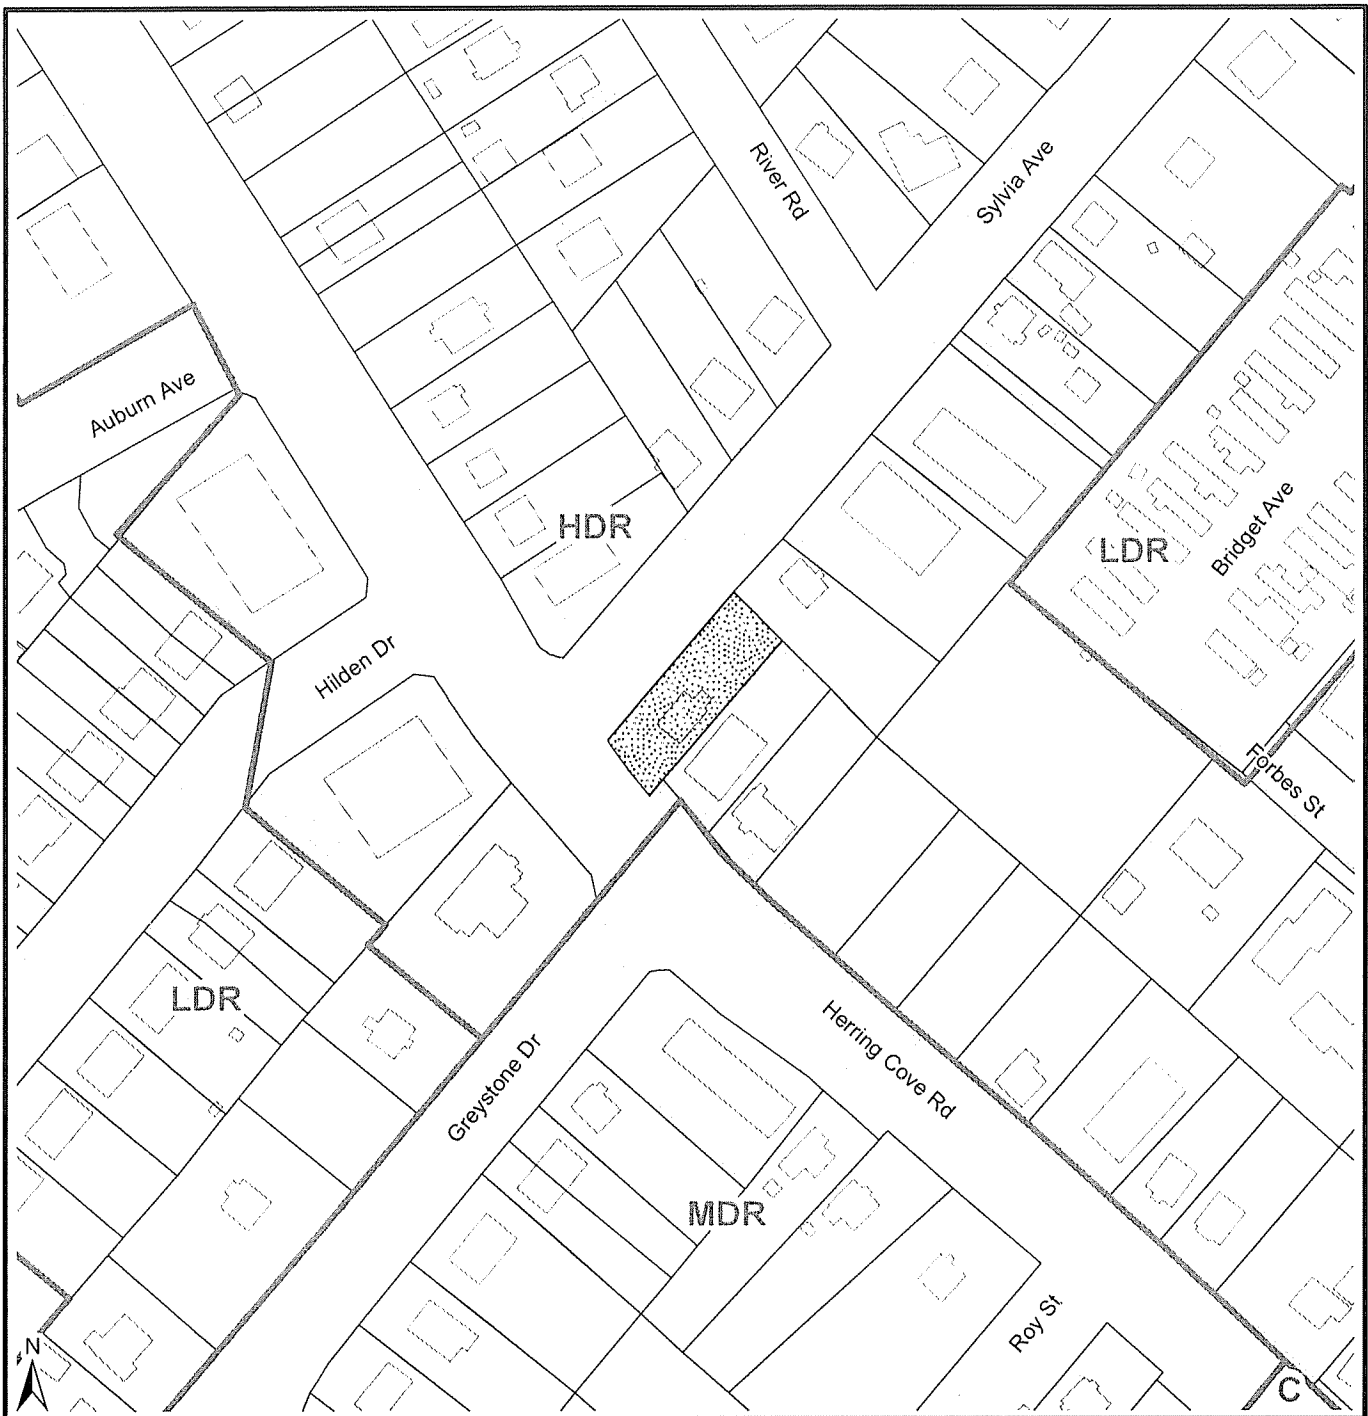 River Rd
Sylvia Ave
Auburn Ave
HDR
LDR
Bridget Ave
Hilden Dr
Forbes St
LDR
Greystone Dr
Herring Cove Rd
MDR
Roy St
N
C